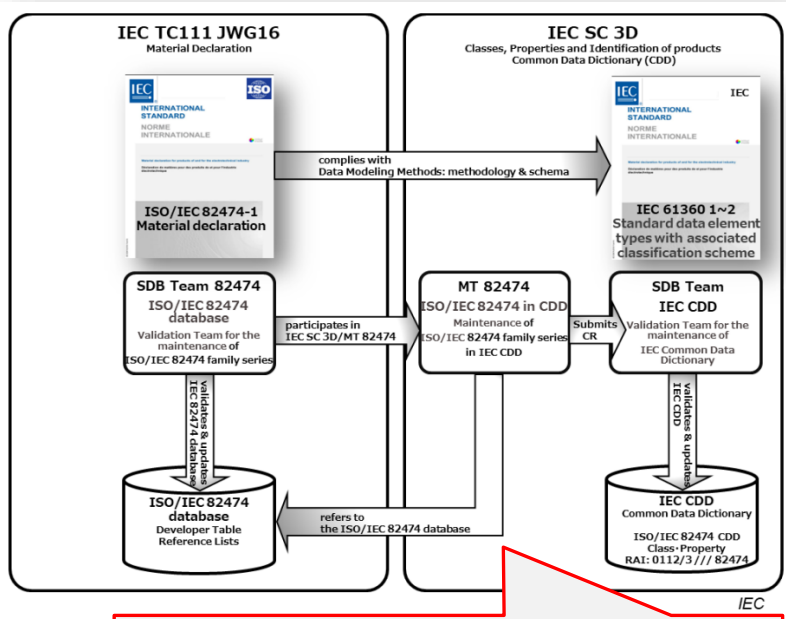 IEC TC111 JWG16
Material Declaration
IEC SC 3D
Classes, Properties and Identification of products
Common Data Dictionary (CDD)
IEC
ISO
INTERNATIONAL
STANDARD
NORME
INTERNATIONALE
ISO/IEC 82474-1
Material declaration
IEC
IEC
INTERNATIONAL
STANDARD
NORME
INTERNATIONALE
IEC 61360 1~2
Standard data element
types with associated
classification scheme
complies with
Data Modeling Methods: methodology & schema
SDB Team 82474
ISO/IEC 82474
database
Validation Team for the
maintenance of
ISO/IEC 82474 family series
participates in
IEC SC 3D/MT 82474
MT 82474
ISO/IEC 82474 in CDD
Maintenance of
ISO/IEC 82474 family series
in IEC CDD
Submits
CR
SDB Team
IEC CDD
Validation Team for the
maintenance of
IEC Common Data
Dictionary
validates & updates
IEC 82474 database
validates & updates
IEC CDD
ISO/IEC 82474
database
Developer Table
Reference Lists
refers to
the ISO/IEC 82474 database
IEC CDD
Common Data Dictionary
ISO/IEC 82474 CDD
Class・Property
RAI: 0112/3 /// 82474
IEC